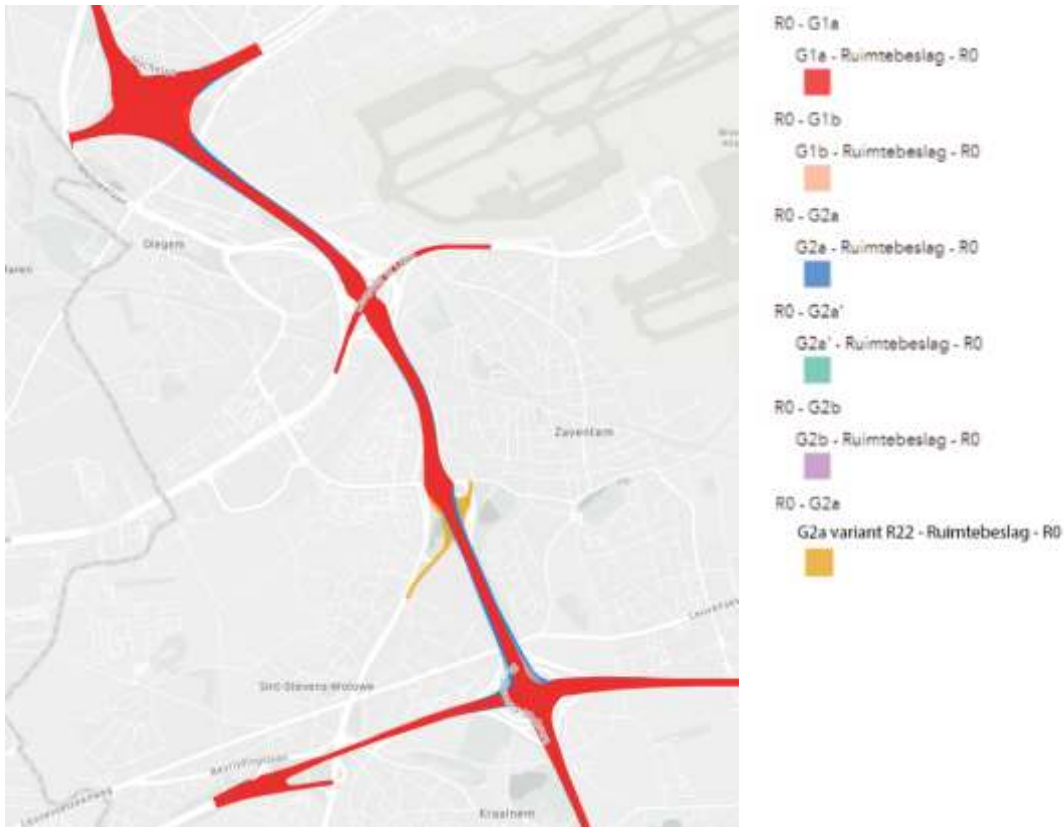 R0 - G1a
G1a - Ruimtebeslag - R0
R0 - G1b
G1b - Ruimtebeslag - R0
R0 - G2a
G2a - Ruimtebeslag - R0
R0 - G2a'
G2a' - Ruimtebeslag - R0
R0 - G2b
G2b - Ruimtebeslag - R0
R0 - G2a
G2a variant R22 - Ruimtebeslag - R0
Diegem
Haren
Zaventem
Sint-Stevens-Woluwe
Kraainem